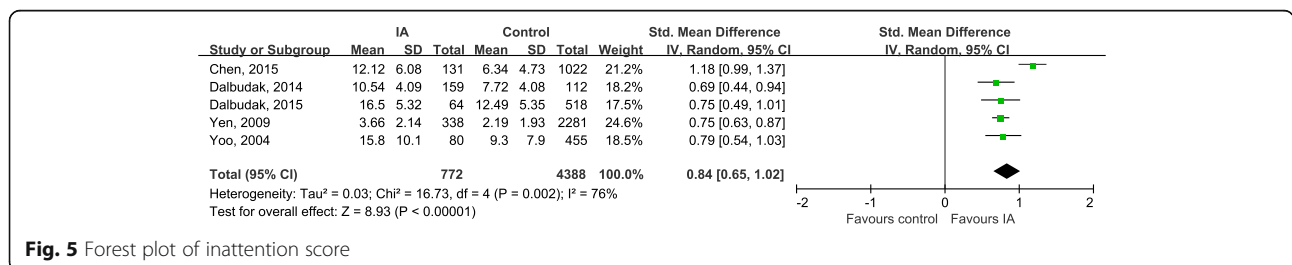 IA Control Std. Mean Difference Std. Mean Difference
Study or Subgroup Mean SD Total Mean SD Total Weight IV, Random, 95% CI IV, Random, 95% CI
Chen, 2015 12.12 6.08 131 6.34 4.73 1022 21.2% 1.18 [0.99, 1.37]
Dalbudak, 2014 10.54 4.09 159 7.72 4.08 112 18.2% 0.69 [0.44, 0.94]
Dalbudak, 2015 16.5 5.32 64 12.49 5.35 518 17.5% 0.75 [0.49, 1.01]
Yen, 2009 3.66 2.14 338 2.19 1.93 2281 24.6% 0.75 [0.63, 0.87]
Yoo, 2004 15.8 10.1 80 9.3 7.9 455 18.5% 0.79 [0.54, 1.03]
Total (95% CI) 772 4388 100.0% 0.84 [0.65, 1.02]
Heterogeneity: Tau² = 0.03; Chi² = 16.73, df = 4 (P = 0.002); I² = 76%
Test for overall effect: Z = 8.93 (P < 0.00001)
-2 -1 0 1 2
Favours control Favours IA
Fig. 5 Forest plot of inattention score